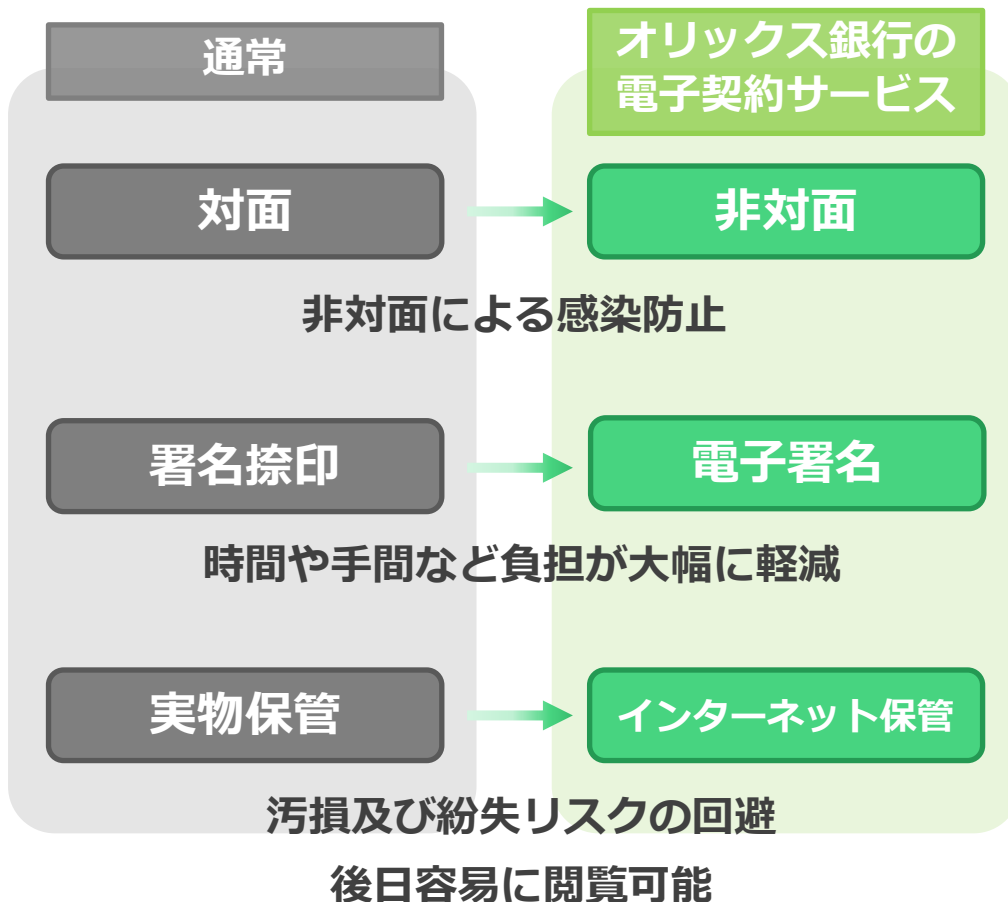 通常
オリックス銀行の
電子契約サービス
対面
非対面
非対面による感染防止
署名捺印
電子署名
時間や手間など負担が大幅に軽減
実物保管
インターネット保管
汚損及び紛失リスクの回避
後日容易に閲覧可能